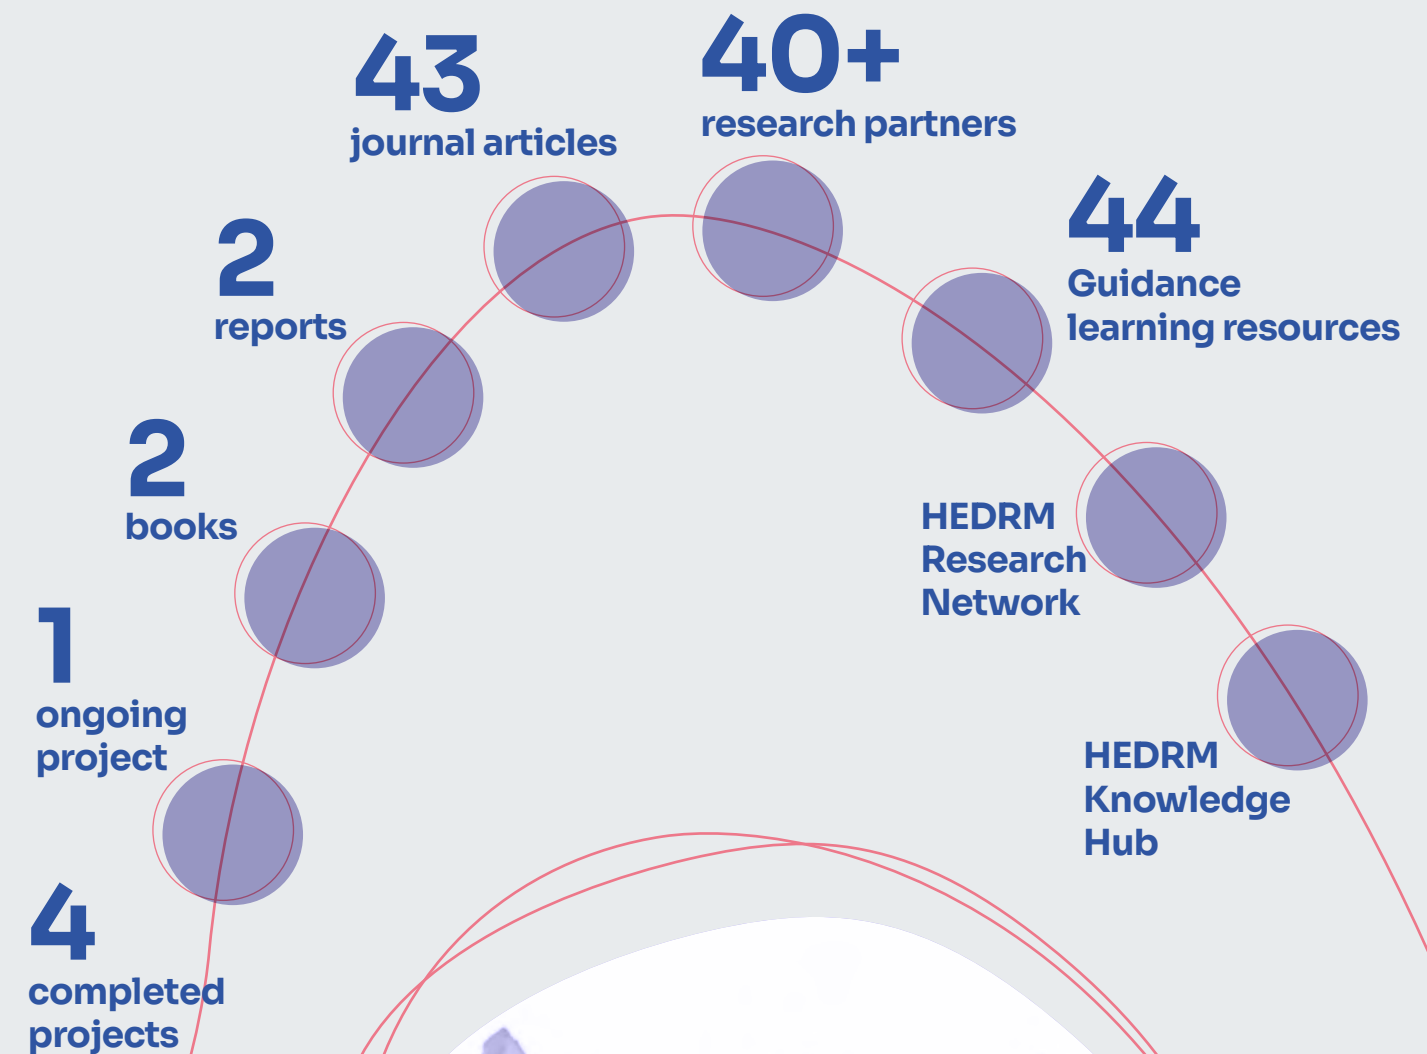 43
journal articles
40+
research partners
44
Guidance
learning resources
2
reports
2
books
HEDRM
Research
Network
1
ongoing
project
HEDRM
Knowledge
Hub
4
completed
projects